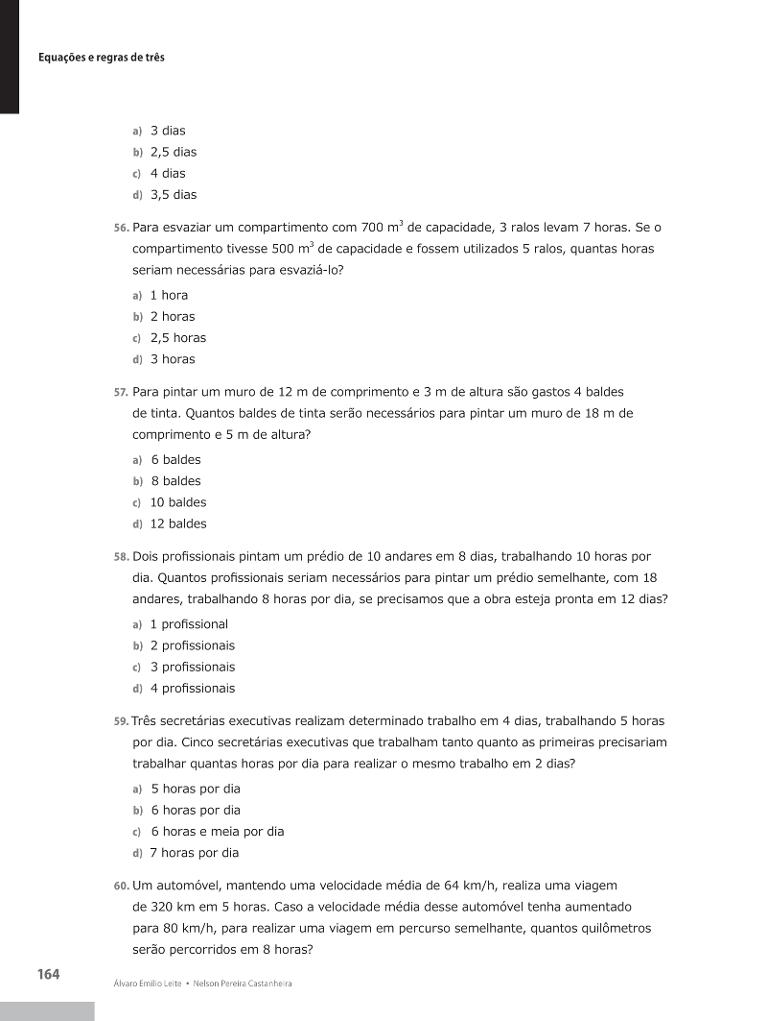 Equações e regras de três
a) 3 dias
b) 2,5 dias
c) 4 dias
d) 3,5 dias
56. Para esvaziar um compartimento com 700 m³ de capacidade, 3 ralos levam 7 horas. Se o
compartimento tivesse 500 m³ de capacidade e fossem utilizados 5 ralos, quantas horas
seriam necessárias para esvaziá-lo?
a) 1 hora
b) 2 horas
c) 2,5 horas
d) 3 horas
57. Para pintar um muro de 12 m de comprimento e 3 m de altura são gastos 4 baldes
de tinta. Quantos baldes de tinta serão necessários para pintar um muro de 18 m de
comprimento e 5 m de altura?
a) 6 baldes
b) 8 baldes
c) 10 baldes
d) 12 baldes
58. Dois profissionais pintam um prédio de 10 andares em 8 dias, trabalhando 10 horas por
dia. Quantos profissionais seriam necessários para pintar um prédio semelhante, com 18
andares, trabalhando 8 horas por dia, se precisamos que a obra esteja pronta em 12 dias?
a) 1 profissional
b) 2 profissionais
c) 3 profissionais
d) 4 profissionais
59. Três secretárias executivas realizam determinado trabalho em 4 dias, trabalhando 5 horas
por dia. Cinco secretárias executivas que trabalham tanto quanto as primeiras precisariam
trabalhar quantas horas por dia para realizar o mesmo trabalho em 2 dias?
a) 5 horas por dia
b) 6 horas por dia
c) 6 horas e meia por dia
d) 7 horas por dia
60. Um automóvel, mantendo uma velocidade média de 64 km/h, realiza uma viagem
de 320 km em 5 horas. Caso a velocidade média desse automóvel tenha aumentado
para 80 km/h, para realizar uma viagem em percurso semelhante, quantos quilômetros
serão percorridos em 8 horas?
164
Álvaro Emílio Leite • Nelson Pereira Castanheira